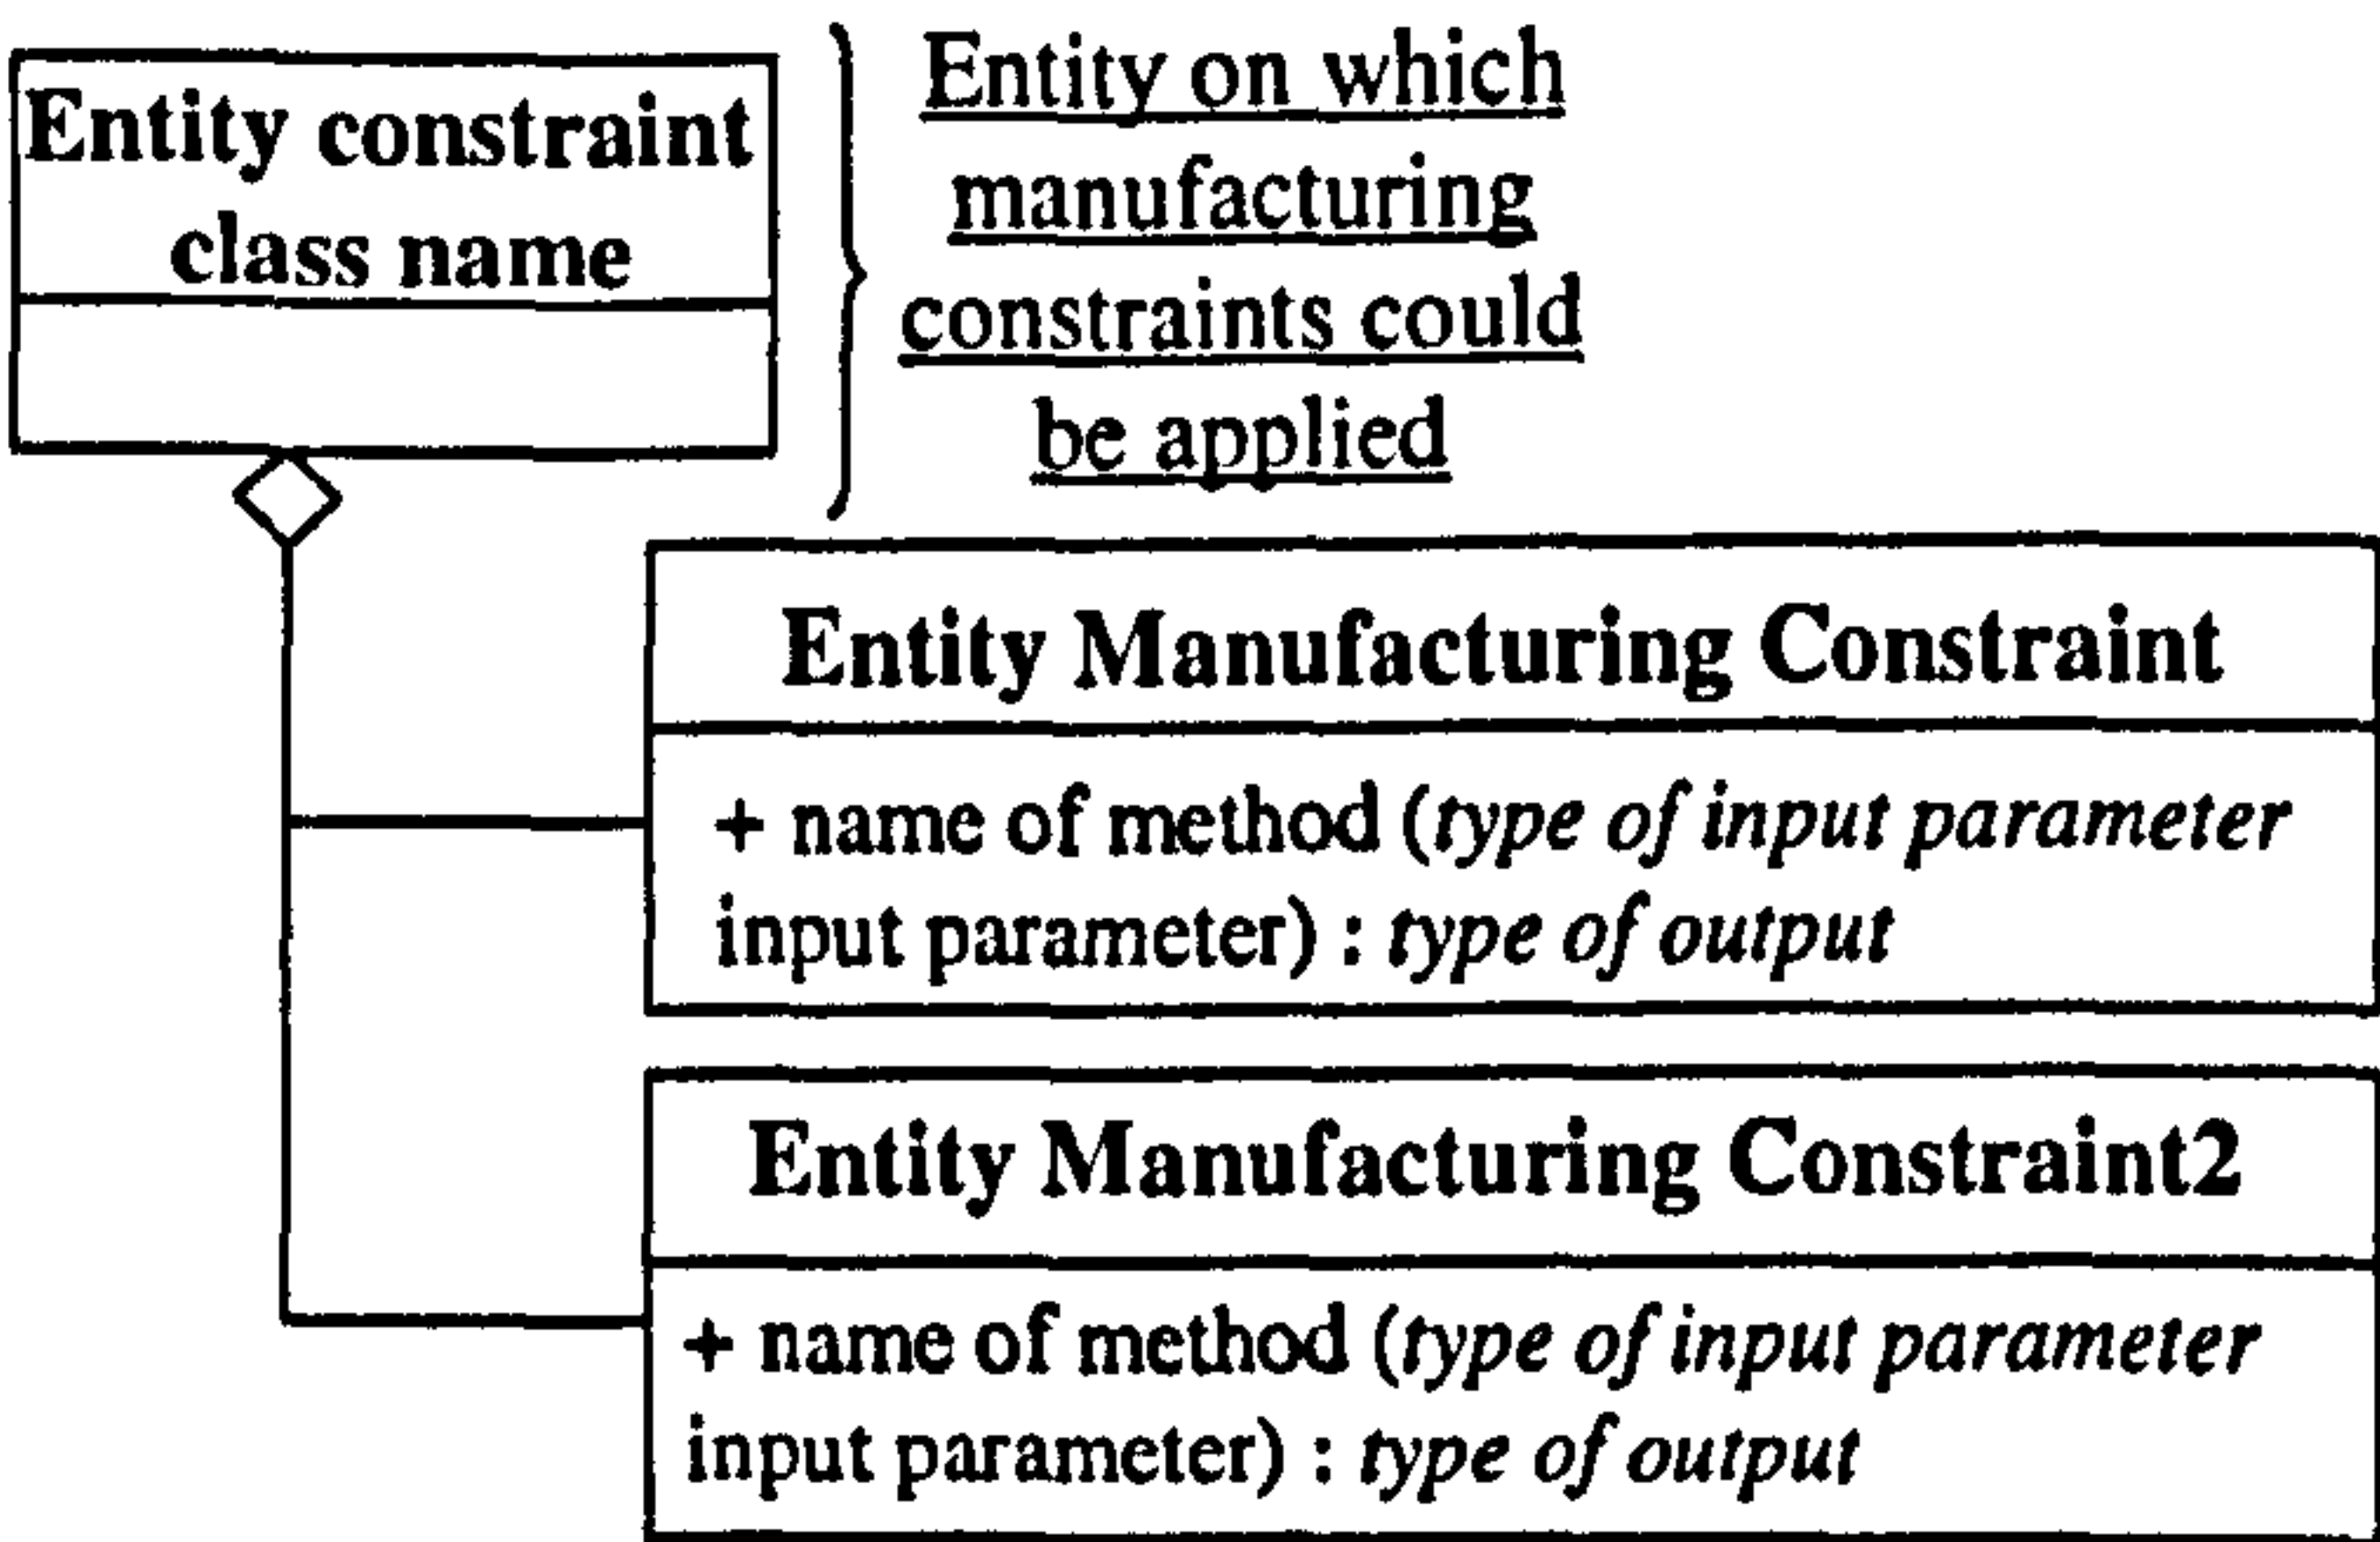 Entity constraint
class name
Entity on which
manufacturing
constraints could
be applied
Entity Manufacturing Constraint
+ name of method (type of input parameter
input parameter) : type of output
Entity Manufacturing Constraint2
+ name of method (type of input parameter
input parameter) : type of output